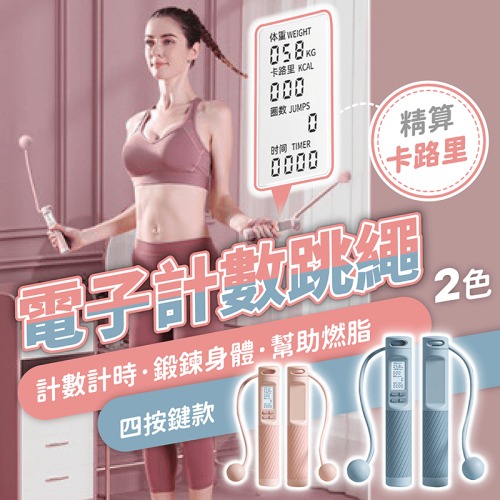 体重 WEIGHT
058 KG
卡路里 KCAL
000
圈数 JUMPS
0
时间 TIMER
0000
精算
卡路里
電子計數跳繩
2色
計數計時·鍛鍊身體·幫助燃脂
四按鍵款